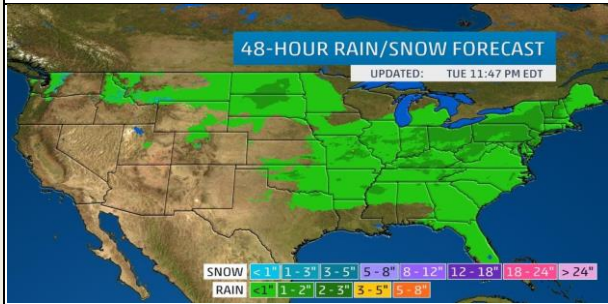 48-HOUR RAIN/SNOW FORECAST
UPDATED: TUE 11:47 PM EDT
SNOW <1" 1-3" 3-5" 5-8" 8-12" 12-18" 18-24" >24"
RAIN <1" 1-2" 2-3" 3-5" 5-8"